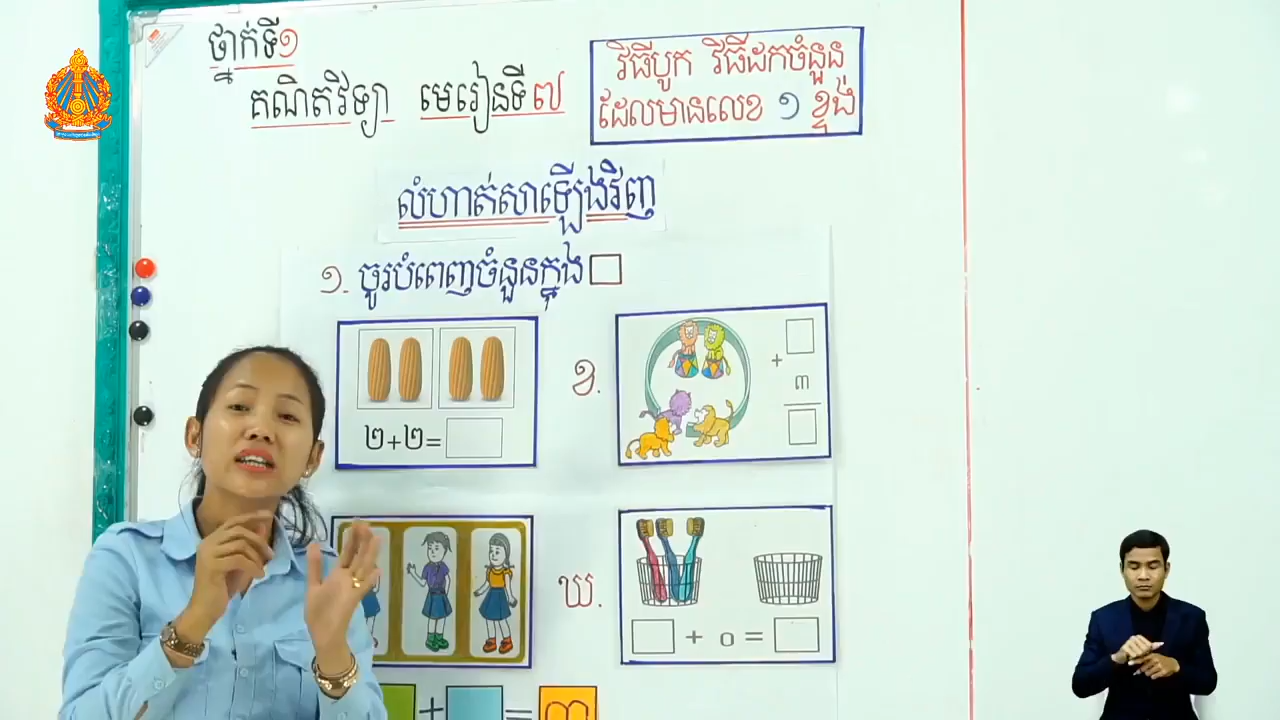 ថ្នាក់ទី១
គណិតវិទ្យា មេរៀនទី៧
វិធីបូក វិធីដកចំនួន
ដែលមានលេខ ១ ខ្ទង់
លំហាត់សាឡើងវិញ
១. ចូរបំពេញចំនួនក្នុង
២+២=
ខ.
+
៣
ឃ.
+ ០ =
+ = ៣